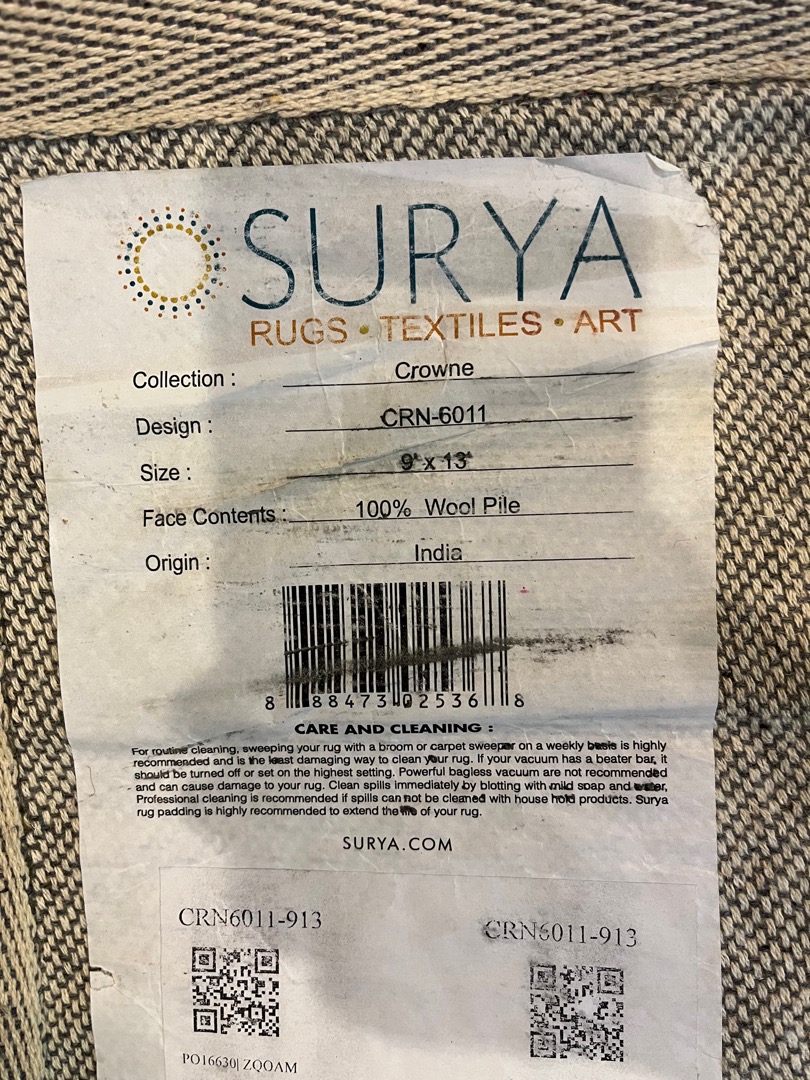 SURYA
RUGS • TEXTILES • ART
Collection : Crowne
Design : CRN-6011
Size : 9' x 13'
Face Contents : 100% Wool Pile
Origin : India
8 88473 02536 8
CARE AND CLEANING :
For routine cleaning, sweeping your rug with a broom or carpet sweeper on a weekly basis is highly
recommended and is the least damaging way to clean your rug. If your vacuum has a beater bar, it
should be turned off or set on the highest setting. Powerful bagless vacuum are not recommended
and can cause damage to your rug. Clean spills immediately by blotting with mild soap and water,
Professional cleaning is recommended if spills can not be cleaned with house hold products. Surya
rug padding is highly recommended to extend the life of your rug.
SURYA.COM
CRN6011-913
CRN6011-913
PO16630| ZQOAM